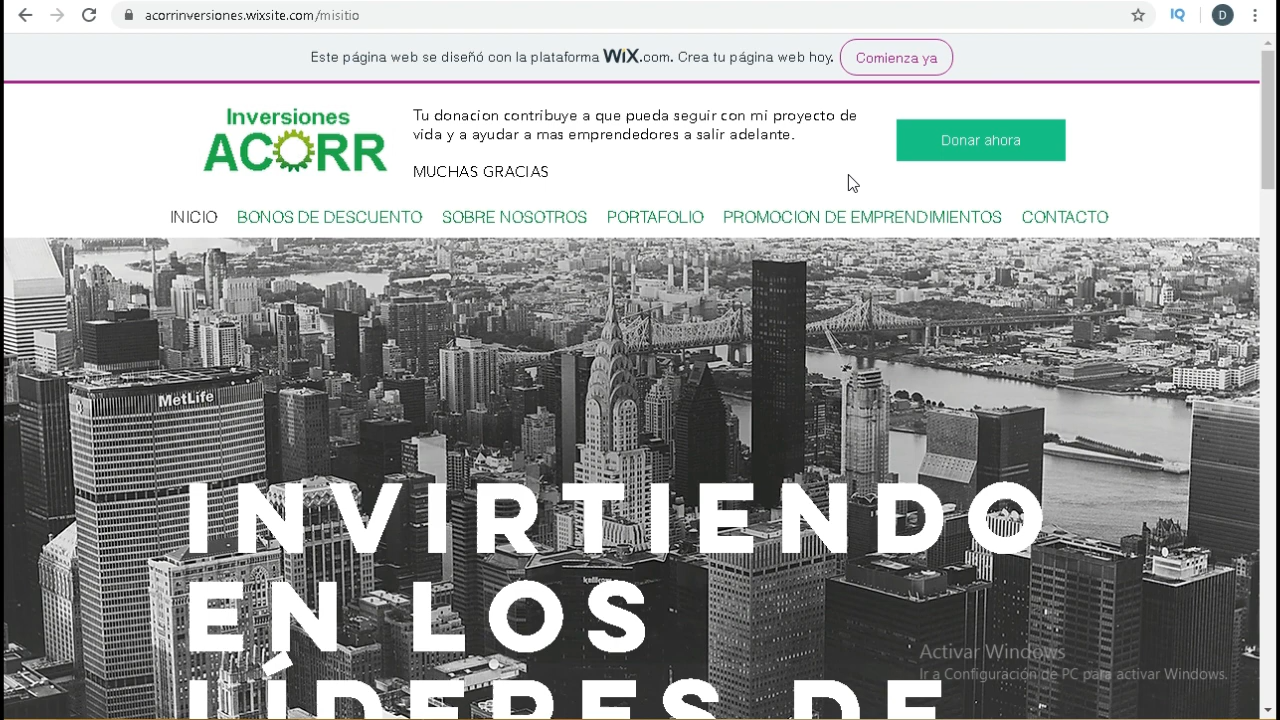 acorrinversiones.wixsite.com/misitio
IQ
D
Este página web se diseñó con la plataforma WiX.com. Crea tu página web hoy.
Comienza ya
Inversiones
ACORR
Tu donacion contribuye a que pueda seguir con mi proyecto de
vida y a ayudar a mas emprendedores a salir adelante.
MUCHAS GRACIAS
Donar ahora
INICIO
BONOS DE DESCUENTO
SOBRE NOSOTROS
PORTAFOLIO
PROMOCION DE EMPRENDIMIENTOS
CONTACTO
MetLife
INVIRTIENDO
EN LOS
LÍDERES DE
Activar Windows
Ir a Configuración de PC para activar Windows.